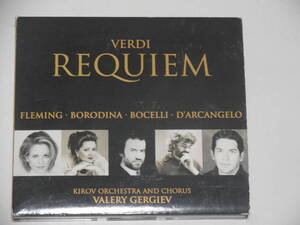 VERDI
REQUIEM
FLEMING · BORODINA · BOCELLI · D'ARCANGELO
KIROV ORCHESTRA AND CHORUS
VALERY GERGIEV